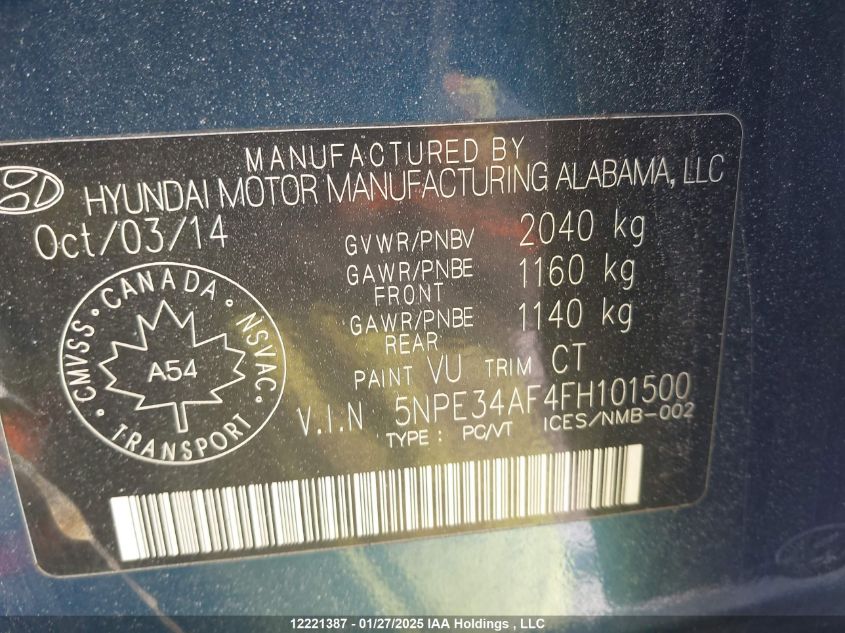 MANUFACTURED BY
HYUNDAI MOTOR MANUFACTURING ALABAMA, LLC
Oct/03/14
GVWR/PNBV 2040 kg
GAWR/PNBE FRONT 1160 kg
GAWR/PNBE REAR 1140 kg
PAINT VU TRIM CT
V.I.N 5NPE34AF4FH101500
TYPE : PC/VT ICES/NMB-002
CMVSS · CANADA · NSVAC · TRANSPORT
A54
12221387 - 01/27/2025 IAA Holdings , LLC